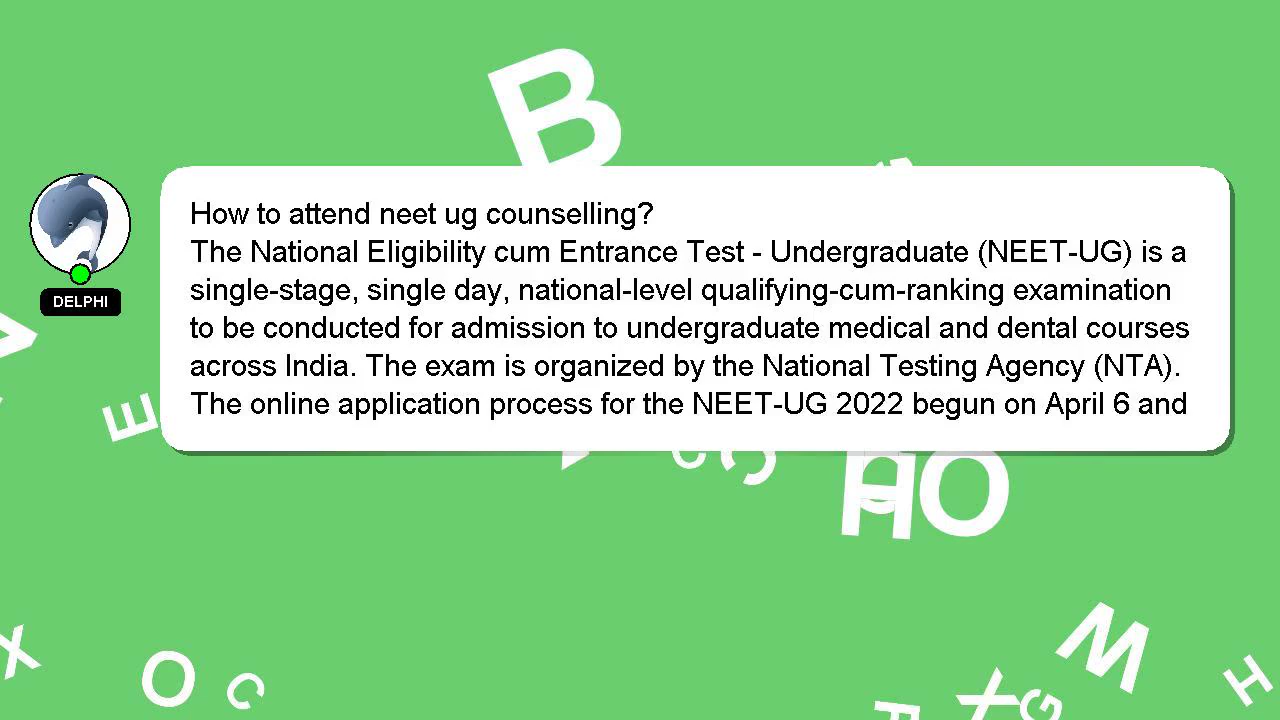 How to attend neet ug counselling?
The National Eligibility cum Entrance Test - Undergraduate (NEET-UG) is a
single-stage, single day, national-level qualifying-cum-ranking examination
to be conducted for admission to undergraduate medical and dental courses
across India. The exam is organized by the National Testing Agency (NTA).
The online application process for the NEET-UG 2022 begun on April 6 and
DELPHI
B
E
C
H
O
X
O
C
M
H
X
G